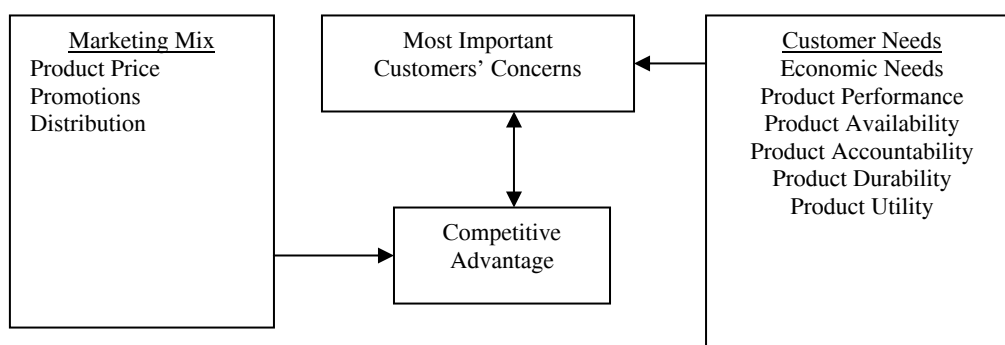 Marketing Mix
Product Price
Promotions
Distribution
Most Important
Customers’ Concerns
Competitive
Advantage
Customer Needs
Economic Needs
Product Performance
Product Availability
Product Accountability
Product Durability
Product Utility